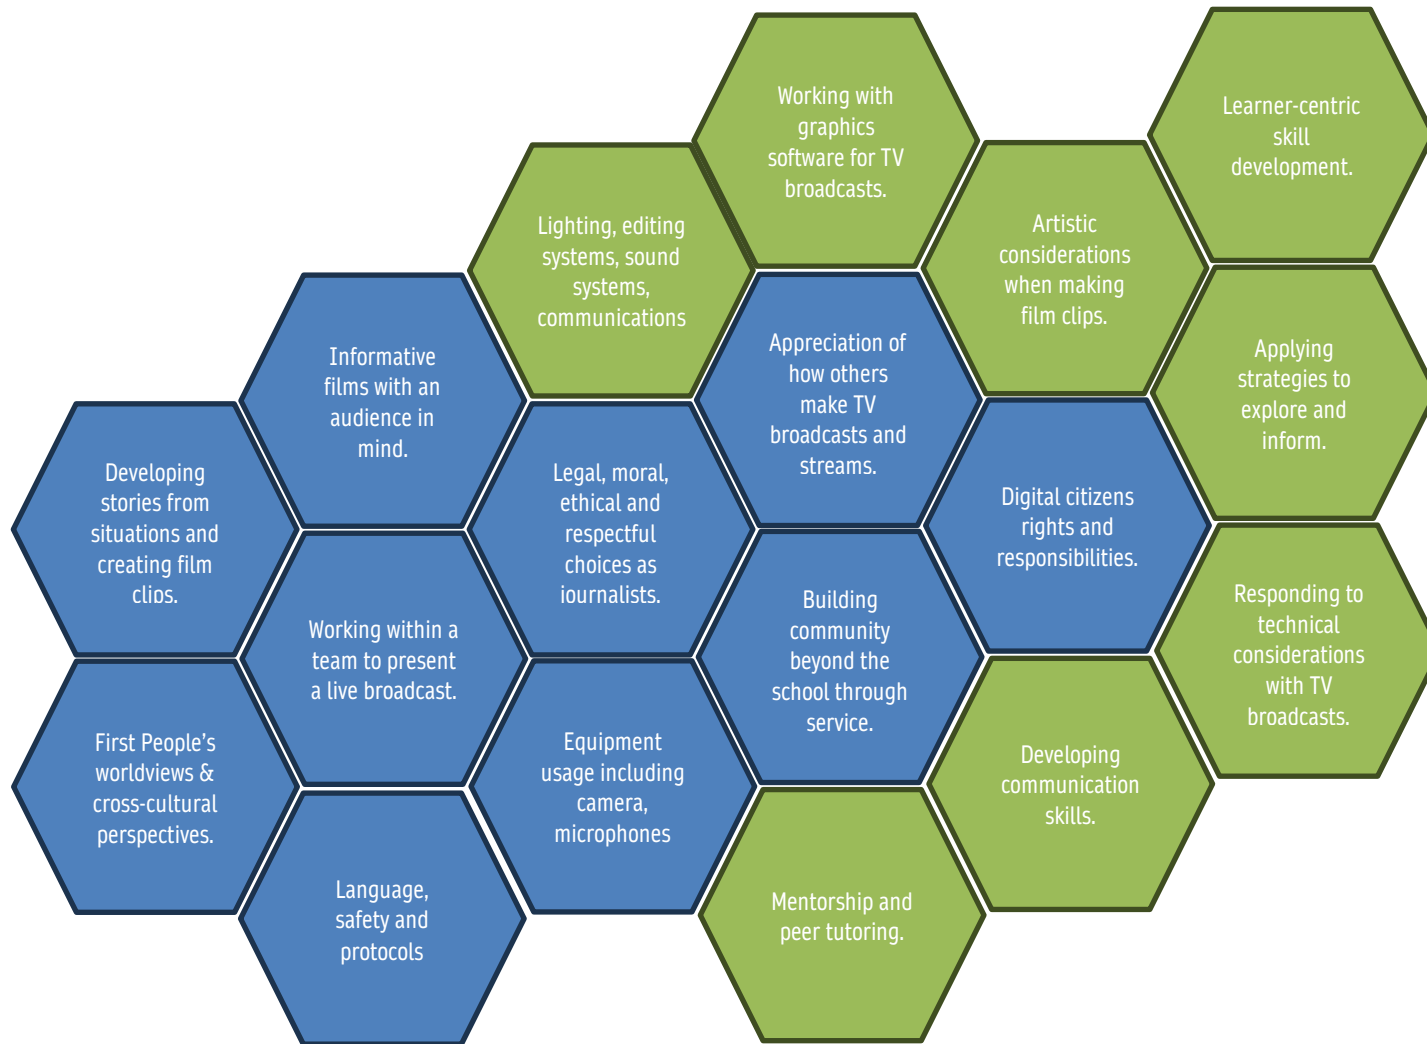 Working with
graphics
software for TV
broadcasts.
Learner-centric
skill
development.
Lighting, editing
systems, sound
systems,
communications
Artistic
considerations
when making
film clips.
Informative
films with an
audience in
mind.
Appreciation of
how others
make TV
broadcasts and
streams.
Applying
strategies to
explore and
inform.
Developing
stories from
situations and
creating film
clips.
Legal, moral,
ethical and
respectful
choices as
journalists.
Digital citizens
rights and
responsibilities.
Working within a
team to present
a live broadcast.
Building
community
beyond the
school through
service.
Responding to
technical
considerations
with TV
broadcasts.
First People’s
worldviews &
cross-cultural
perspectives.
Equipment
usage including
camera,
microphones
Developing
communication
skills.
Language,
safety and
protocols
Mentorship and
peer tutoring.